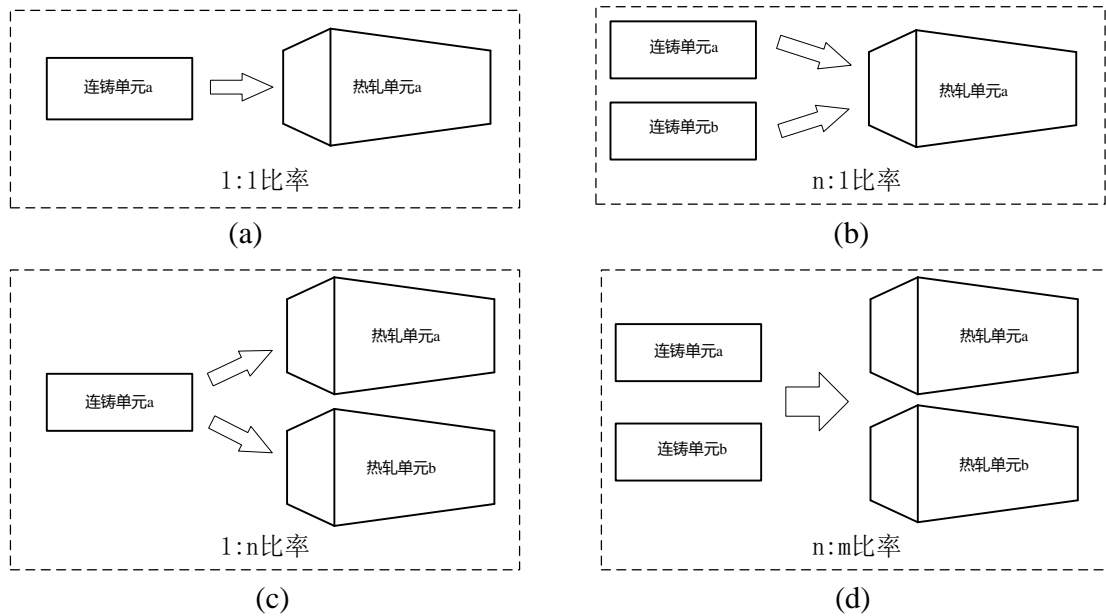 连铸单元a
热轧单元a
1:1比率
(a)
连铸单元a
连铸单元b
热轧单元a
n:1比率
(b)
连铸单元a
热轧单元a
热轧单元b
1:n比率
(c)
连铸单元a
连铸单元b
热轧单元a
热轧单元b
n:m比率
(d)